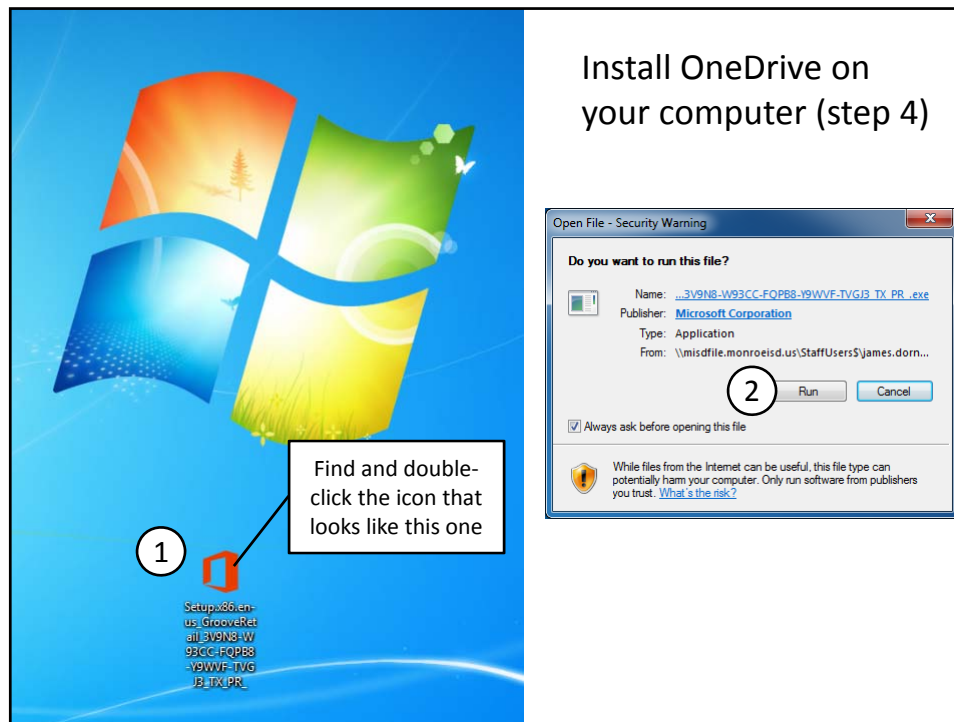 Install OneDrive on
your computer (step 4)
Find and double-
click the icon that
looks like this one
1
Setup.x86.en-
us_GrooveRet
ail_3V9N8-W
93CC-FQPB8
-Y9WVF-TVG
J3_TX_PR_
Open File - Security Warning
Do you want to run this file?
Name: ...3V9N8-W93CC-FQPB8-Y9WVF-TVGJ3_TX_PR_.exe
Publisher: Microsoft Corporation
Type: Application
From: \\misdfile.monroeisd.us\StaffUsers$\james.dorn...
2
Run Cancel
Always ask before opening this file
While files from the Internet can be useful, this file type can
potentially harm your computer. Only run software from publishers
you trust. What's the risk?